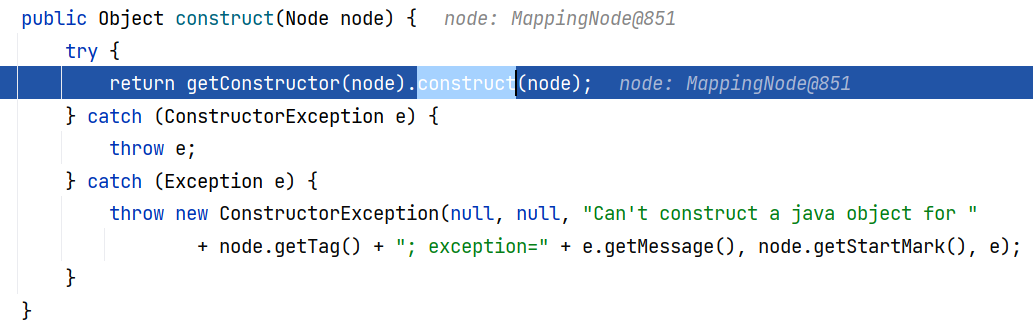 public Object construct(Node node) {   node: MappingNode@851
    try {
        return getConstructor(node).construct(node);   node: MappingNode@851
    } catch (ConstructorException e) {
        throw e;
    } catch (Exception e) {
        throw new ConstructorException(null, null, "Can't construct a java object for "
                + node.getTag() + "; exception=" + e.getMessage(), node.getStartMark(), e);
    }
}